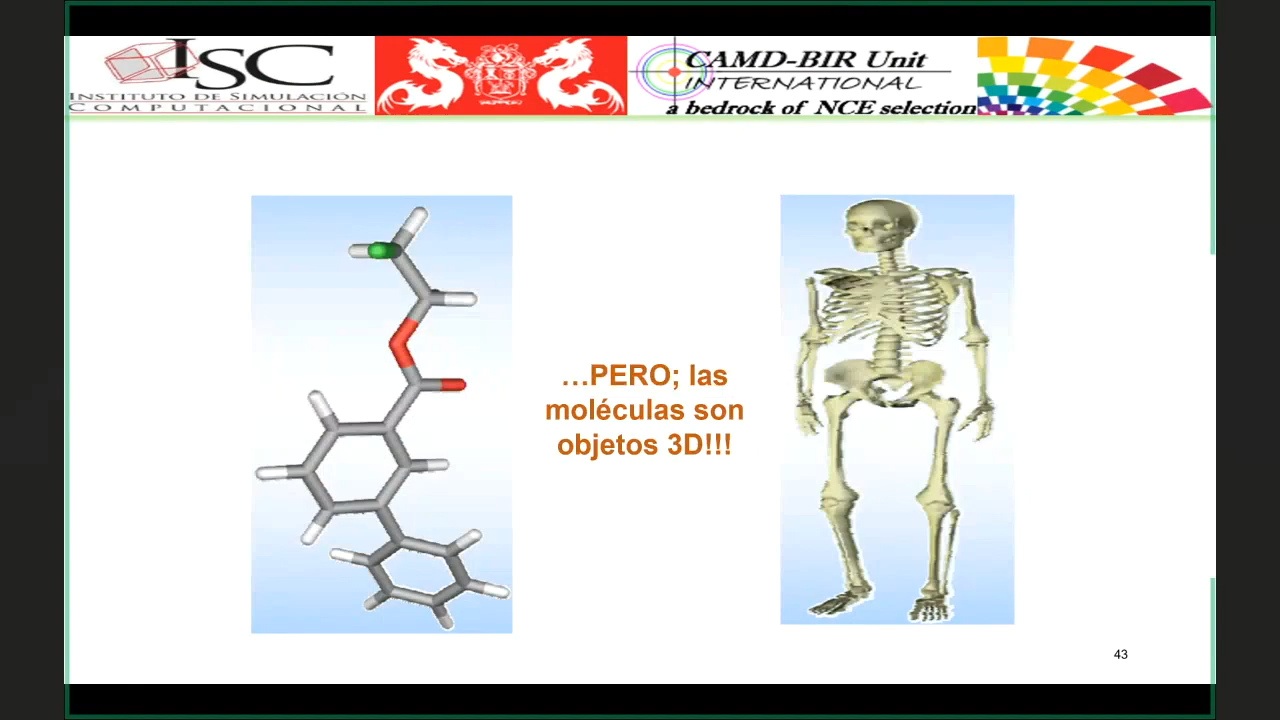 ISC
INSTITUTO DE SIMULACIÓN
COMPUTACIONAL
CAMD-BIR Unit
INTERNATIONAL
a bedrock of NCE selection
…PERO; las
moléculas son
objetos 3D!!!
43